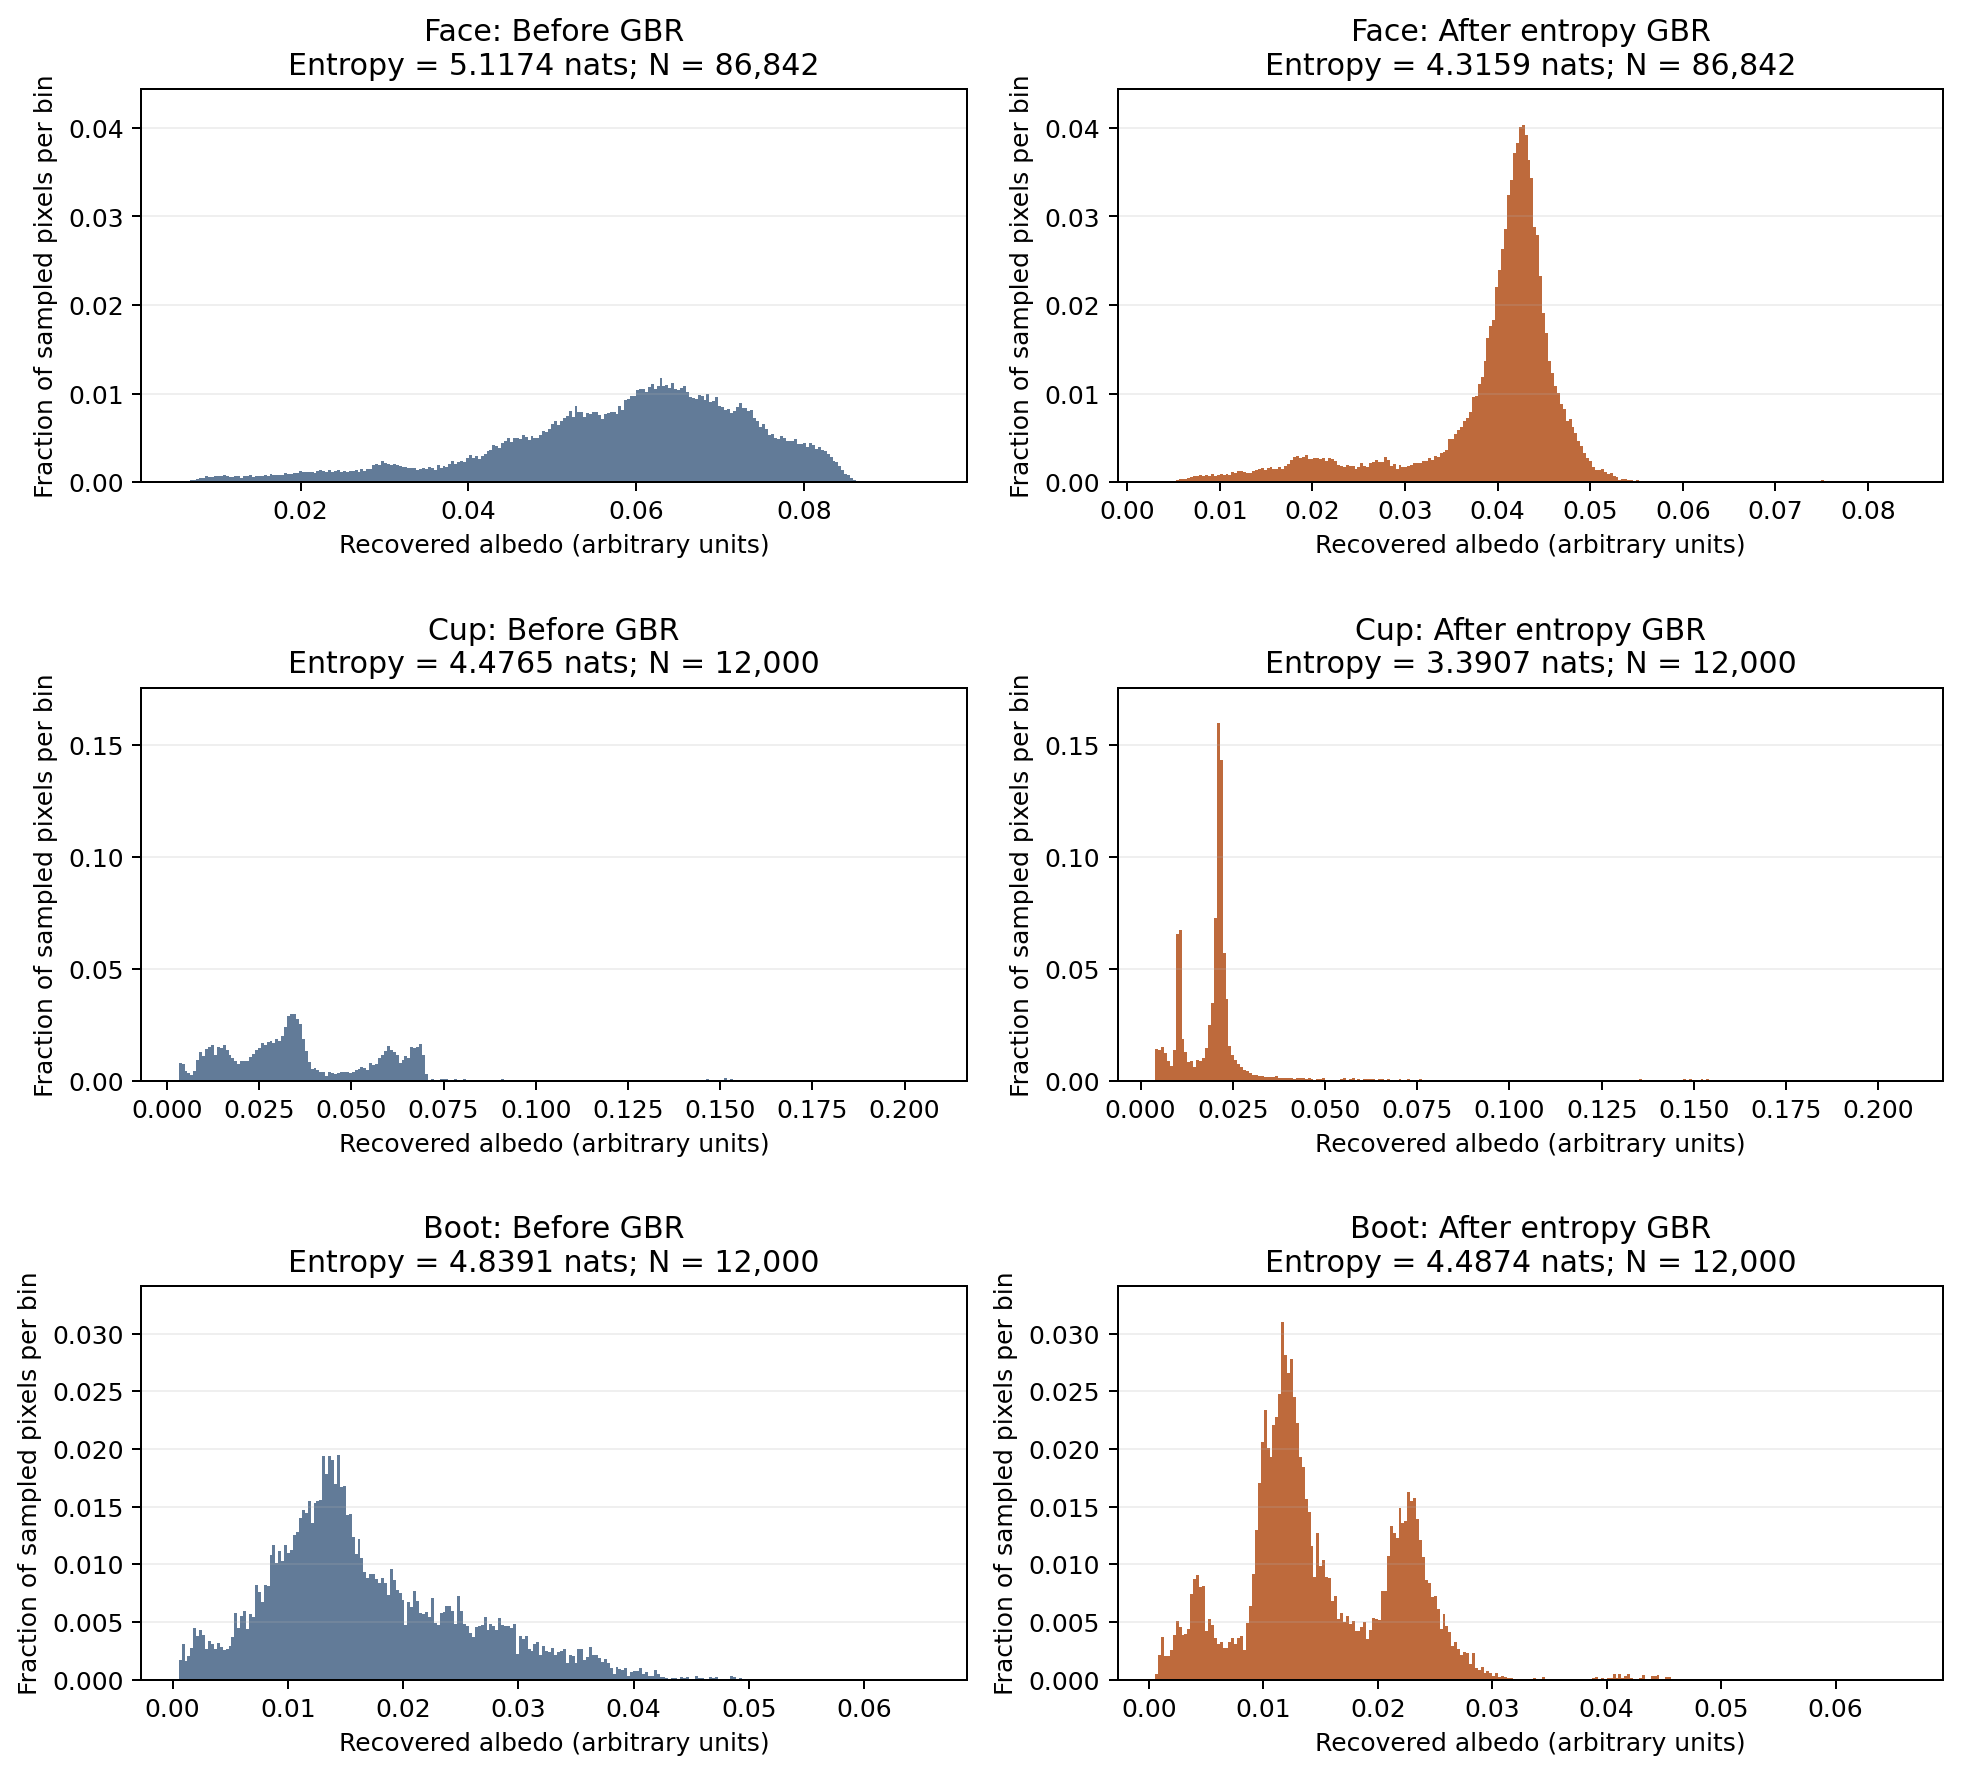 Face: Before GBR
Entropy = 5.1174 nats; N = 86,842
Fraction of sampled pixels per bin
0.04
0.03
0.02
0.01
0.00
0.02 0.04 0.06 0.08
Recovered albedo (arbitrary units)
Face: After entropy GBR
Entropy = 4.3159 nats; N = 86,842
Fraction of sampled pixels per bin
0.04
0.03
0.02
0.01
0.00
0.00 0.01 0.02 0.03 0.04 0.05 0.06 0.07 0.08
Recovered albedo (arbitrary units)
Cup: Before GBR
Entropy = 4.4765 nats; N = 12,000
Fraction of sampled pixels per bin
0.15
0.10
0.05
0.00
0.000 0.025 0.050 0.075 0.100 0.125 0.150 0.175 0.200
Recovered albedo (arbitrary units)
Cup: After entropy GBR
Entropy = 3.3907 nats; N = 12,000
Fraction of sampled pixels per bin
0.15
0.10
0.05
0.00
0.000 0.025 0.050 0.075 0.100 0.125 0.150 0.175 0.200
Recovered albedo (arbitrary units)
Boot: Before GBR
Entropy = 4.8391 nats; N = 12,000
Fraction of sampled pixels per bin
0.030
0.025
0.020
0.015
0.010
0.005
0.000
0.00 0.01 0.02 0.03 0.04 0.05 0.06
Recovered albedo (arbitrary units)
Boot: After entropy GBR
Entropy = 4.4874 nats; N = 12,000
Fraction of sampled pixels per bin
0.030
0.025
0.020
0.015
0.010
0.005
0.000
0.00 0.01 0.02 0.03 0.04 0.05 0.06
Recovered albedo (arbitrary units)